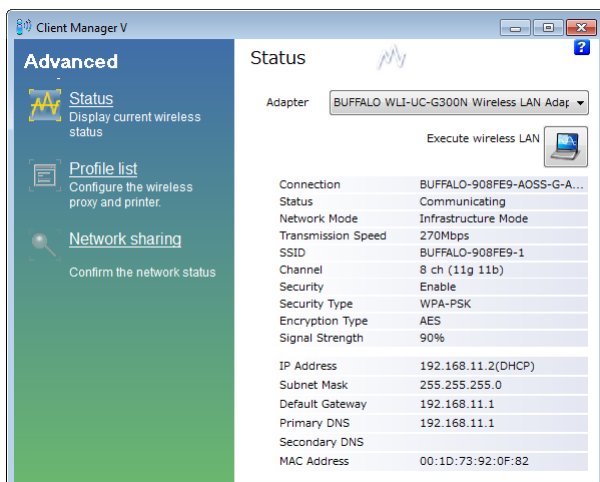 Client Manager V
Advanced
Status
Display current wireless
status
Profile list
Configure the wireless
proxy and printer.
Network sharing
Confirm the network status
Status
?
Adapter BUFFALO WLI-UC-G300N Wireless LAN Adap
Execute wireless LAN
Connection BUFFALO-908FE9-AOSS-G-A...
Status Communicating
Network Mode Infrastructure Mode
Transmission Speed 270Mbps
SSID BUFFALO-908FE9-1
Channel 8 ch (11g 11b)
Security Enable
Security Type WPA-PSK
Encryption Type AES
Signal Strength 90%
IP Address 192.168.11.2(DHCP)
Subnet Mask 255.255.255.0
Default Gateway 192.168.11.1
Primary DNS 192.168.11.1
Secondary DNS
MAC Address 00:1D:73:92:0F:82